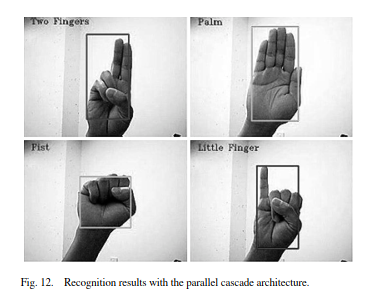 Two Fingers
Palm
Fist
Little Finger
Fig. 12. Recognition results with the parallel cascade architecture.